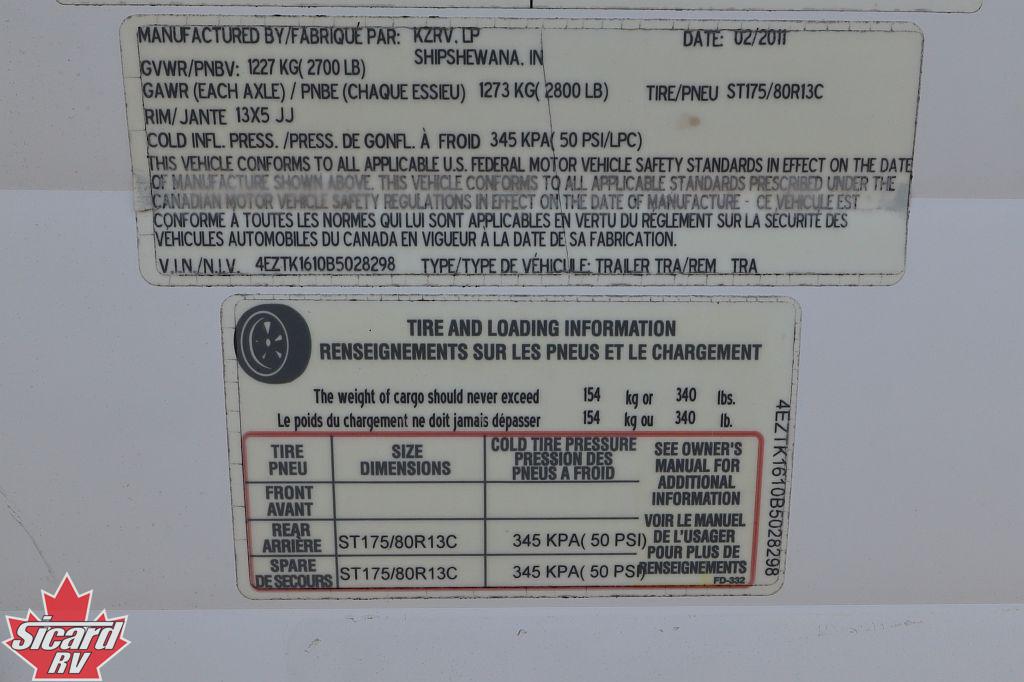 MANUFACTURED BY/FABRIQUÉ PAR: KZRV, LP DATE: 02/2011
SHIPSHEWANA, IN
GVWR/PNBV: 1227 KG( 2700 LB)
GAWR (EACH AXLE) / PNBE (CHAQUE ESSIEU) 1273 KG( 2800 LB) TIRE/PNEU ST175/80R13C
RIM/JANTE 13X5 JJ
COLD INFL. PRESS. /PRESS. DE GONFL. À FROID 345 KPA( 50 PSI/LPC)
THIS VEHICLE CONFORMS TO ALL APPLICABLE U.S. FEDERAL MOTOR VEHICLE SAFETY STANDARDS IN EFFECT ON THE DATE
OF MANUFACTURE SHOWN ABOVE. THIS VEHICLE CONFORMS TO ALL APPLICABLE STANDARDS PRESCRIBED UNDER THE
CANADIAN MOTOR VEHICLE SAFETY REGULATIONS IN EFFECT ON THE DATE OF MANUFACTURE - CE VÉHICULE EST
CONFORME À TOUTES LES NORMES QUI LUI SONT APPLICABLES EN VERTU DU RÈGLEMENT SUR LA SÉCURITÉ DES
VÉHICULES AUTOMOBILES DU CANADA EN VIGUEUR À LA DATE DE SA FABRICATION.
V.I.N./N.I.V. 4EZTK1610B5028298 TYPE/TYPE DE VÉHICULE: TRAILER TRA/REM TRA
TIRE AND LOADING INFORMATION
RENSEIGNEMENTS SUR LES PNEUS ET LE CHARGEMENT
The weight of cargo should never exceed 154 kg or 340 lbs.
Le poids du chargement ne doit jamais dépasser 154 kg ou 340 lb.
TIRE
PNEU
SIZE
DIMENSIONS
COLD TIRE PRESSURE
PRESSION DES
PNEUS À FROID
FRONT
AVANT
REAR
ARRIÈRE
ST175/80R13C
345 KPA( 50 PSI)
SPARE
DE SECOURS
ST175/80R13C
345 KPA( 50 PSI)
SEE OWNER'S
MANUAL FOR
ADDITIONAL
INFORMATION
VOIR LE MANUEL
DE L'USAGER
POUR PLUS DE
RENSEIGNEMENTS
FD-332
4EZTK1610B5028298
Sicard
RV